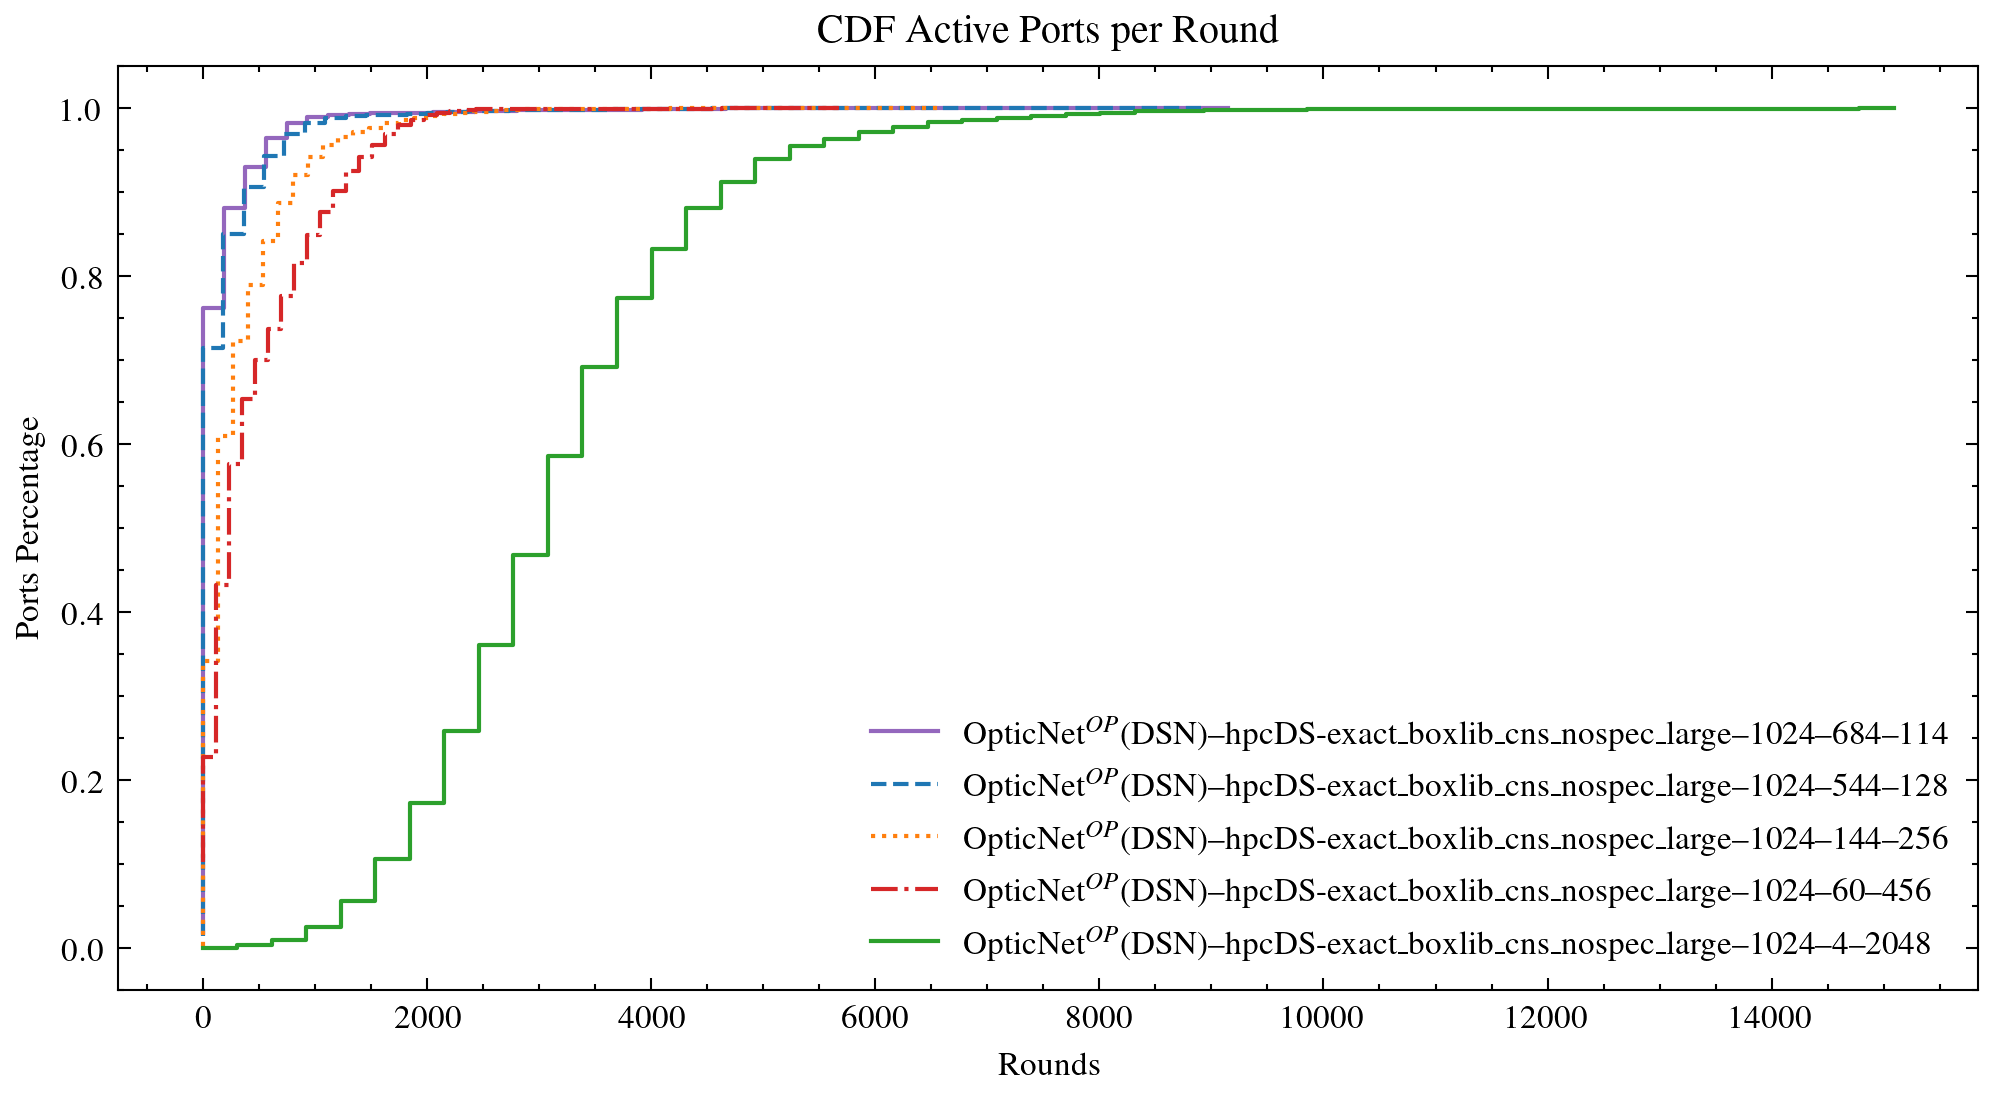 CDF Active Ports per Round
1.0
0.8
0.6
0.4
0.2
0.0
Ports Percentage
OpticNet^OP(DSN)–hpcDS-exact_boxlib_cns_nospec_large–1024–684–114
OpticNet^OP(DSN)–hpcDS-exact_boxlib_cns_nospec_large–1024–544–128
OpticNet^OP(DSN)–hpcDS-exact_boxlib_cns_nospec_large–1024–144–256
OpticNet^OP(DSN)–hpcDS-exact_boxlib_cns_nospec_large–1024–60–456
OpticNet^OP(DSN)–hpcDS-exact_boxlib_cns_nospec_large–1024–4–2048
0 2000 4000 6000 8000 10000 12000 14000
Rounds